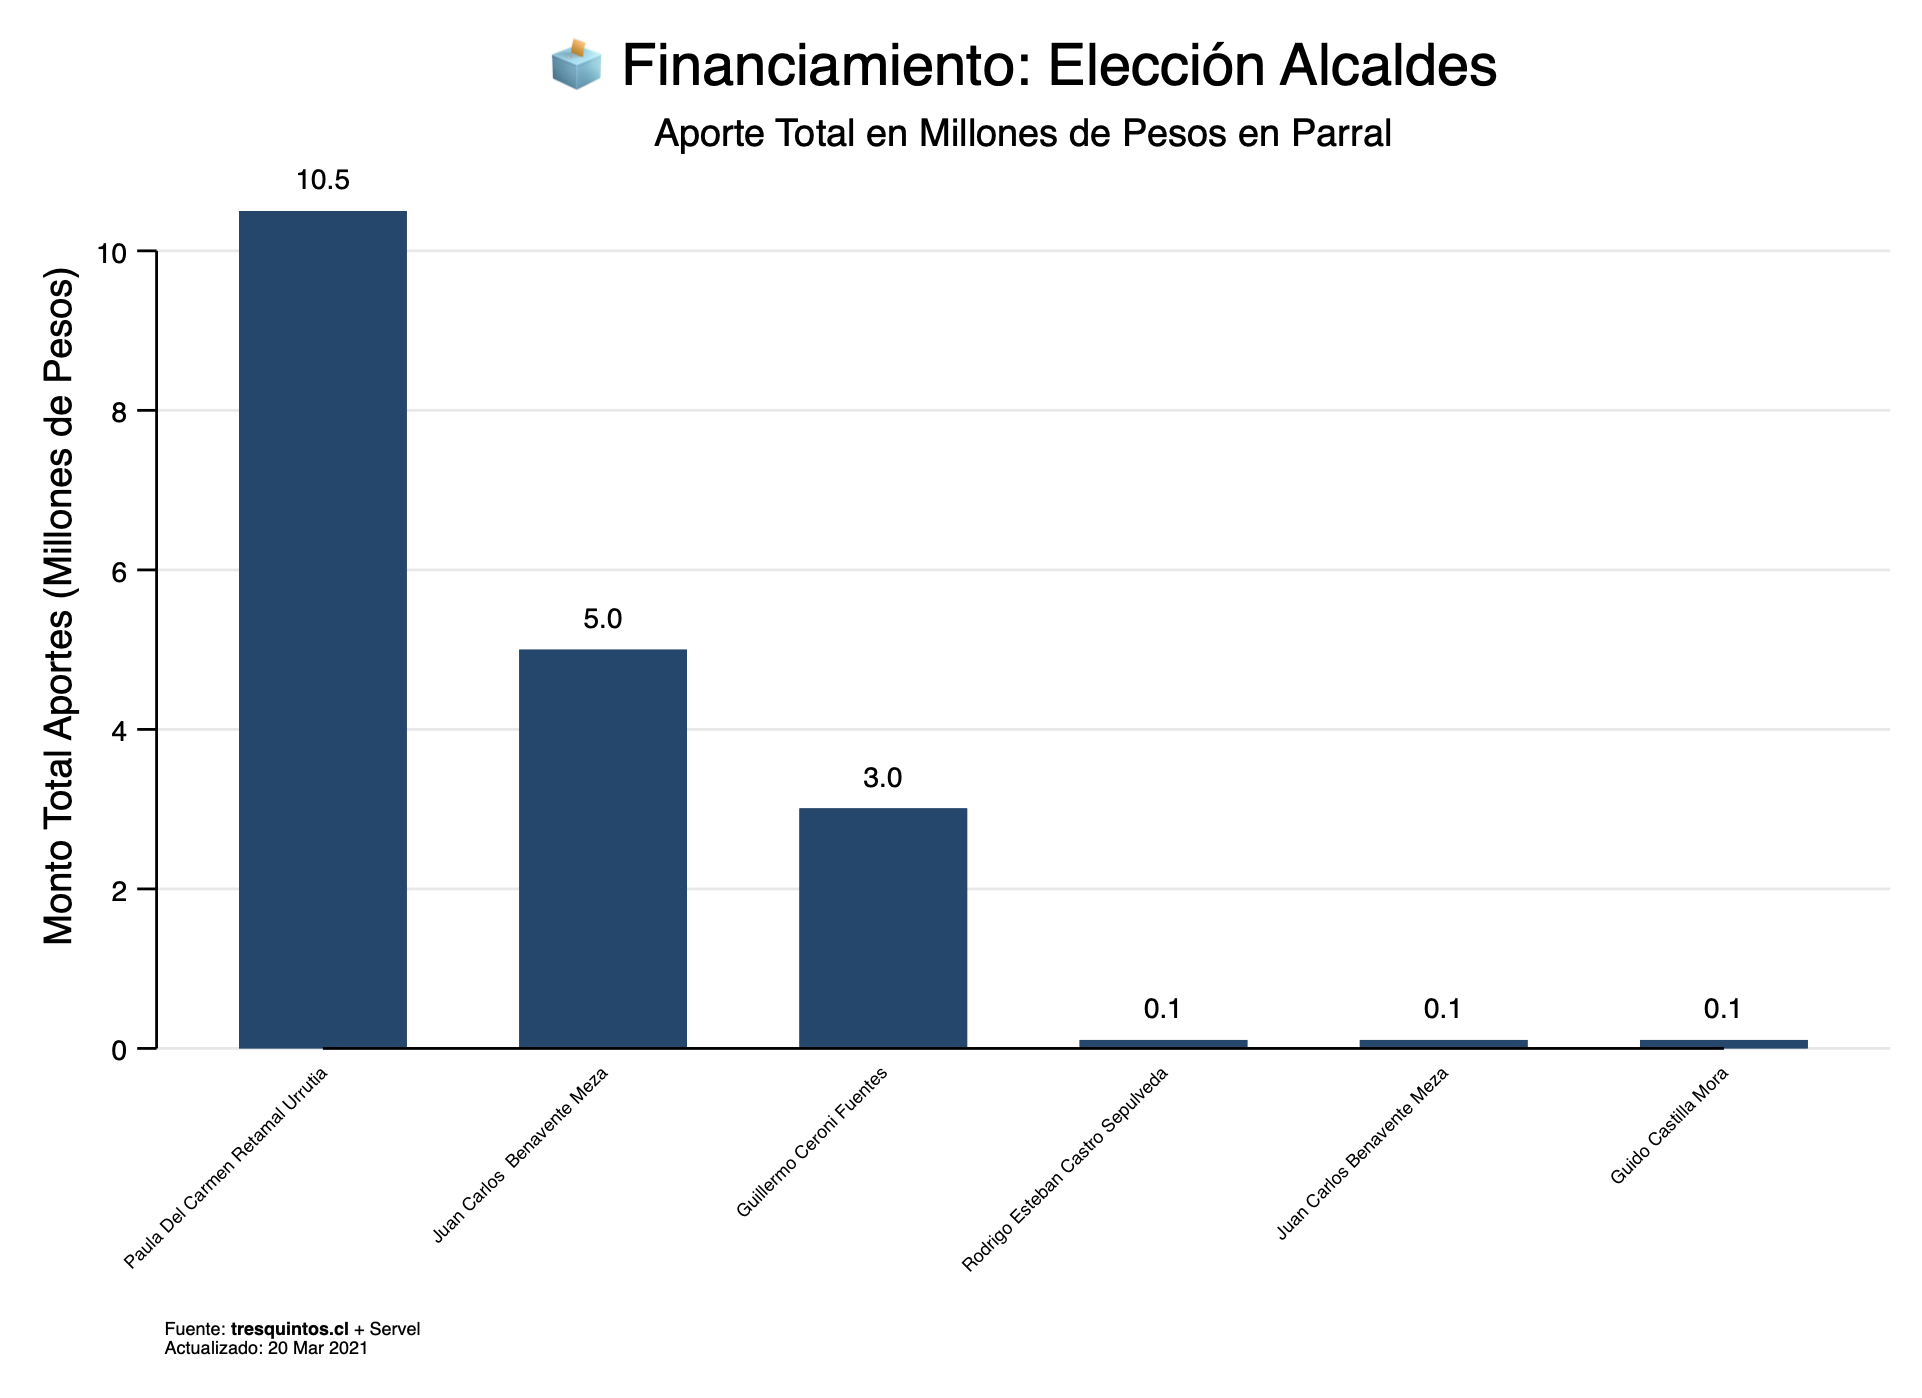 Financiamiento: Elección Alcaldes
Aporte Total en Millones de Pesos en Parral
Monto Total Aportes (Millones de Pesos)
10
8
6
4
2
0
10.5
5.0
3.0
0.1
0.1
0.1
Paula Del Carmen Retamal Urrutia
Juan Carlos  Benavente Meza
Guillermo Ceroni Fuentes
Rodrigo Esteban Castro Sepulveda
Juan Carlos Benavente Meza
Guido Castilla Mora
Fuente: tresquintos.cl + Servel
Actualizado: 20 Mar 2021